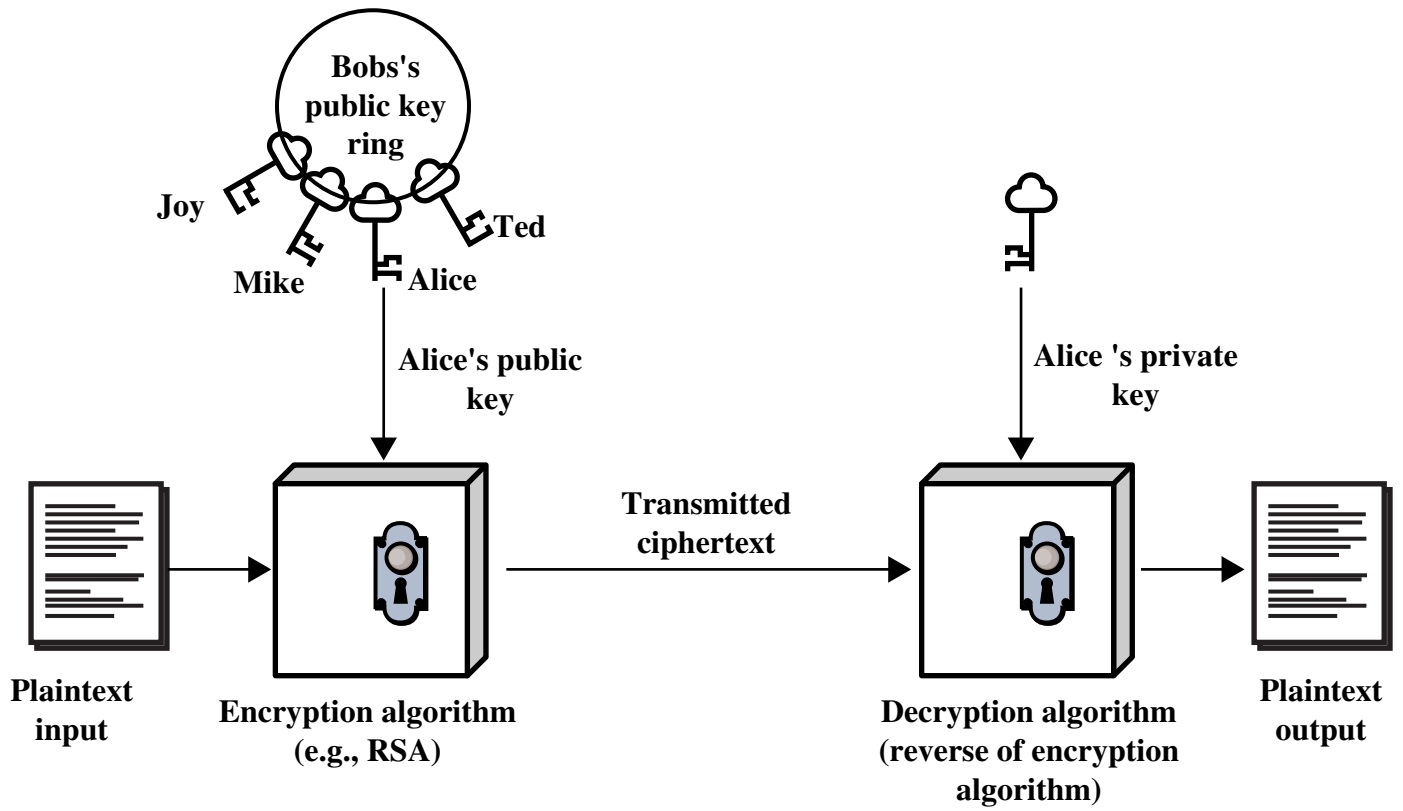 Bobs's
public key
ring
Joy
Ted
Mike
Alice
Alice's public
key
Alice 's private
key
Transmitted
ciphertext
Plaintext
input
Encryption algorithm
(e.g., RSA)
Decryption algorithm
(reverse of encryption
algorithm)
Plaintext
output